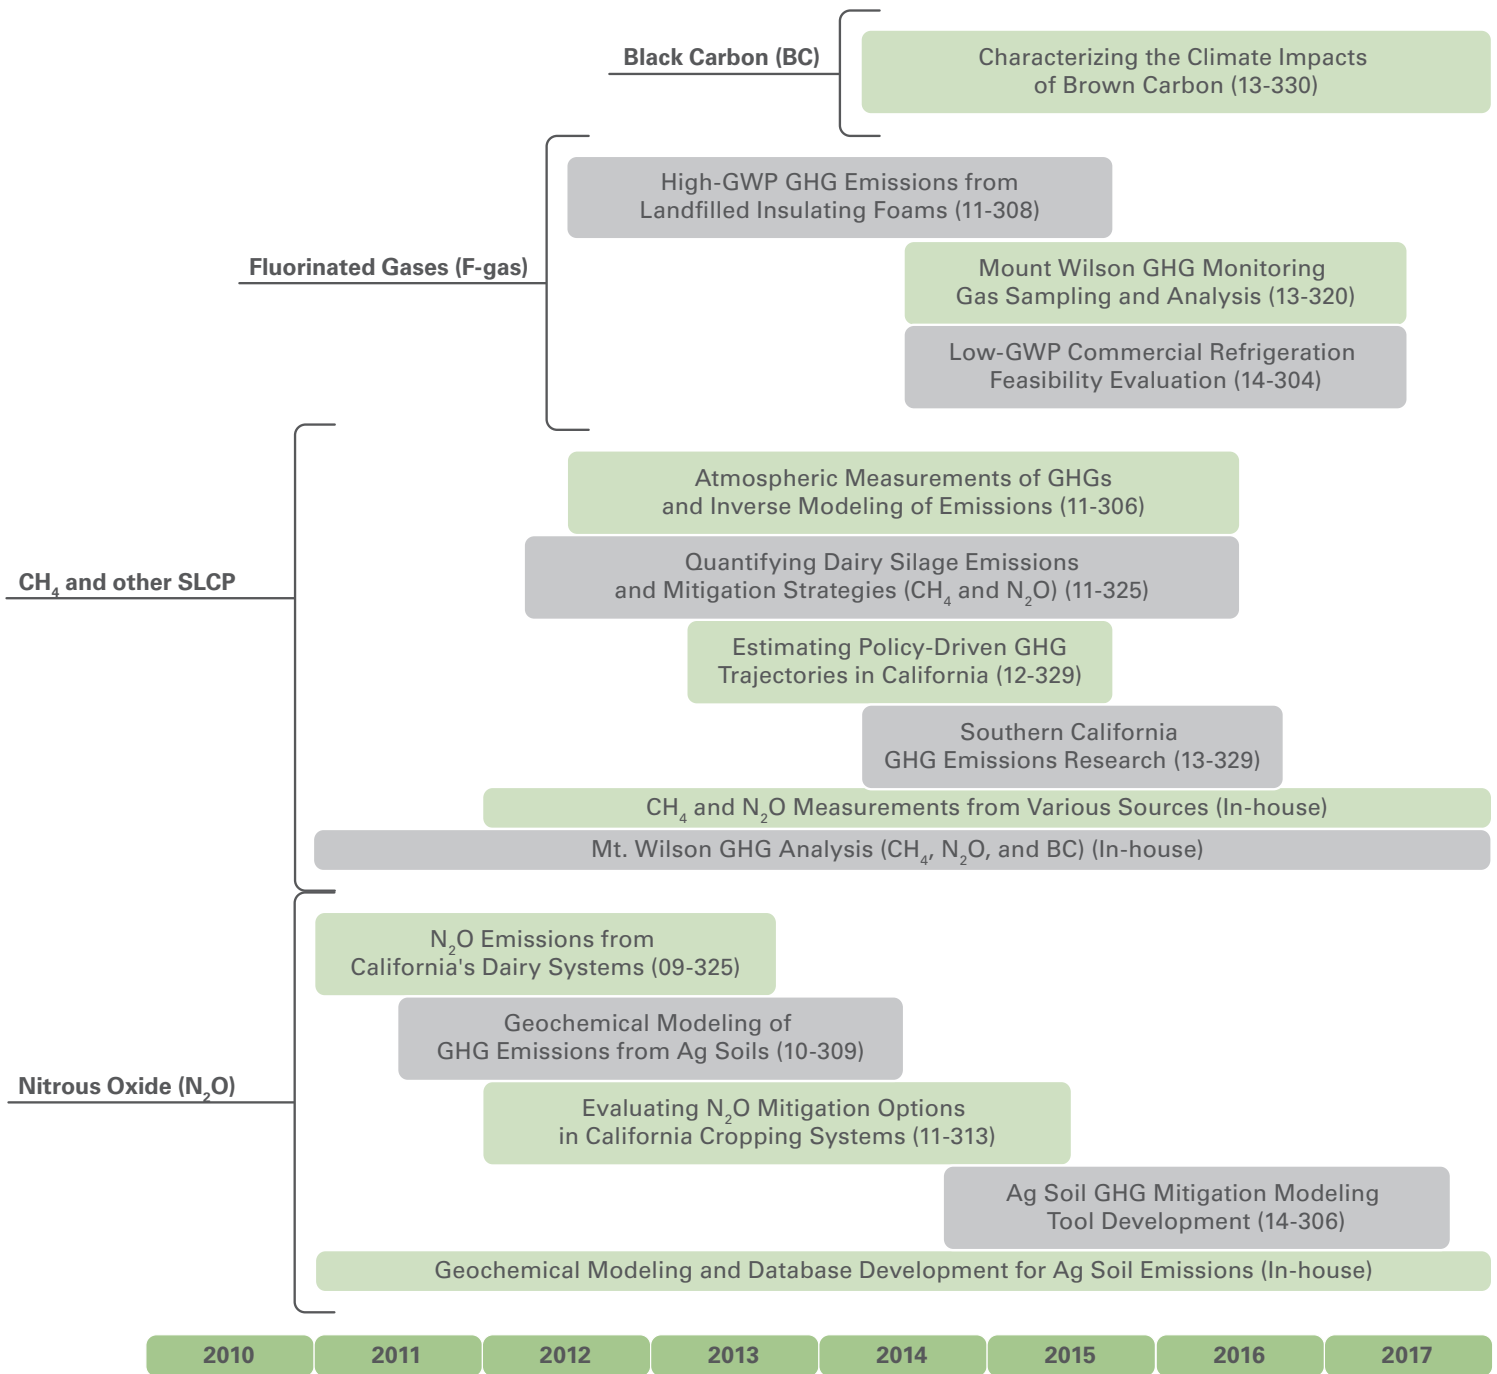 Black Carbon (BC)
Characterizing the Climate Impacts
of Brown Carbon (13-330)
Fluorinated Gases (F-gas)
High-GWP GHG Emissions from
Landfilled Insulating Foams (11-308)
Mount Wilson GHG Monitoring
Gas Sampling and Analysis (13-320)
Low-GWP Commercial Refrigeration
Feasibility Evaluation (14-304)
CH₄ and other SLCP
Atmospheric Measurements of GHGs
and Inverse Modeling of Emissions (11-306)
Quantifying Dairy Silage Emissions
and Mitigation Strategies (CH₄ and N₂O) (11-325)
Estimating Policy-Driven GHG
Trajectories in California (12-329)
Southern California
GHG Emissions Research (13-329)
CH₄ and N₂O Measurements from Various Sources (In-house)
Mt. Wilson GHG Analysis (CH₄, N₂O, and BC) (In-house)
Nitrous Oxide (N₂O)
N₂O Emissions from
California's Dairy Systems (09-325)
Geochemical Modeling of
GHG Emissions from Ag Soils (10-309)
Evaluating N₂O Mitigation Options
in California Cropping Systems (11-313)
Ag Soil GHG Mitigation Modeling
Tool Development (14-306)
Geochemical Modeling and Database Development for Ag Soil Emissions (In-house)
2010 2011 2012 2013 2014 2015 2016 2017